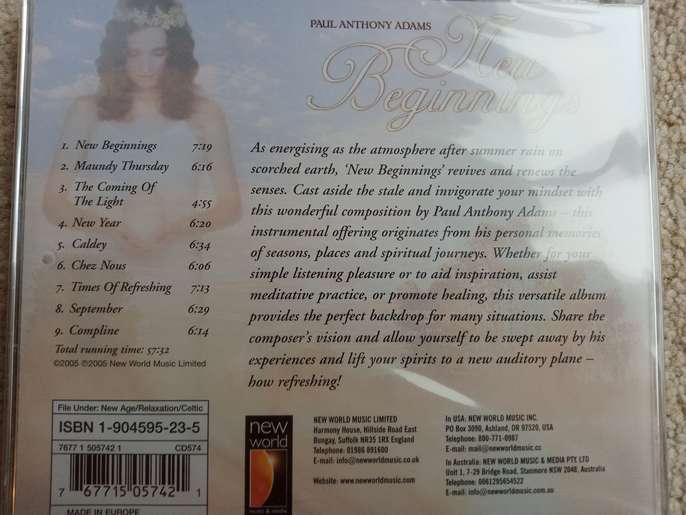 PAUL ANTHONY ADAMS
New
Beginnings
1. New Beginnings 7:19
2. Maundy Thursday 6:16
3. The Coming Of
The Light 4:55
4. New Year 6:20
5. Caldey 6:34
6. Chez Nous 6:06
7. Times Of Refreshing 7:13
8. September 6:29
9. Compline 6:14
Total running time: 57:32
©2005 ©2005 New World Music Limited
As energising as the atmosphere after summer rain on
scorched earth, ‘New Beginnings’ revives and renews the
senses. Cast aside the stale and invigorate your mindset with
this wonderful composition by Paul Anthony Adams – this
instrumental offering originates from his personal memories
of seasons, places and spiritual journeys. Whether for your
simple listening pleasure or to aid inspiration, assist
meditative practice, or promote healing, this versatile album
provides the perfect backdrop for many situations. Share the
composer’s vision and allow yourself to be swept away by his
experiences and lift your spirits to a new auditory plane –
how refreshing!
File Under: New Age/Relaxation/Celtic
ISBN 1-904595-23-5
7677 1 505742 1 CD574
7 67715 05742 1
MADE IN EUROPE
new
world
music & media
NEW WORLD MUSIC LIMITED
Harmony House, Hillside Road East
Bungay, Suffolk NR35 1RX England
Telephone: 01986 891600
E-mail: info@newworldmusic.co.uk
Website: www.newworldmusic.com
In USA: NEW WORLD MUSIC INC.
PO Box 3090, Ashland, OR 97520, USA
Telephone: 800-771-0987
E-mail: mail@newworldmusic.cc
In Australia: NEW WORLD MUSIC & MEDIA PTY LTD
Unit 1, 7-29 Bridge Road, Stanmore NSW 2048, Australia
Telephone: 0061295654522
E-mail: info@newworldmusic.com